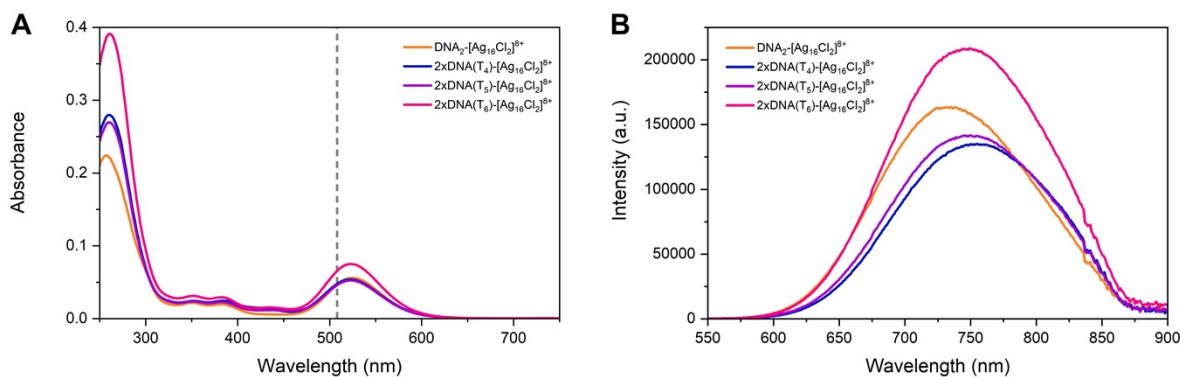 A
Absorbance
0.4
0.3
0.2
0.1
0.0
300
400
500
600
700
Wavelength (nm)
DNA₂-[Ag₁₆Cl₂]⁸⁺
2xDNA(T₄)-[Ag₁₆Cl₂]⁸⁺
2xDNA(T₅)-[Ag₁₆Cl₂]⁸⁺
2xDNA(T₆)-[Ag₁₆Cl₂]⁸⁺
B
Intensity (a.u.)
200000
150000
100000
50000
0
550
600
650
700
750
800
850
900
Wavelength (nm)
DNA₂-[Ag₁₆Cl₂]⁸⁺
2xDNA(T₄)-[Ag₁₆Cl₂]⁸⁺
2xDNA(T₅)-[Ag₁₆Cl₂]⁸⁺
2xDNA(T₆)-[Ag₁₆Cl₂]⁸⁺